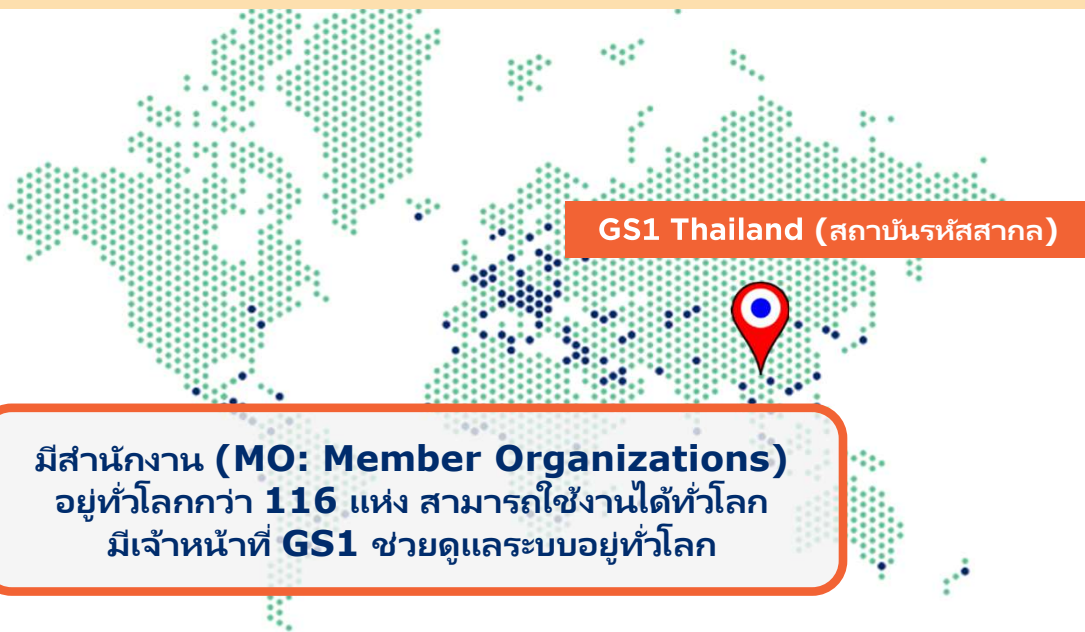 GS1 Thailand (สถาบันรหัสสากล)
มีสำนักงาน (MO: Member Organizations)
อยู่ทั่วโลกกว่า 116 แห่ง สามารถใช้งานได้ทั่วโลก
มีเจ้าหน้าที่ GS1 ช่วยดูแลระบบอยู่ทั่วโลก